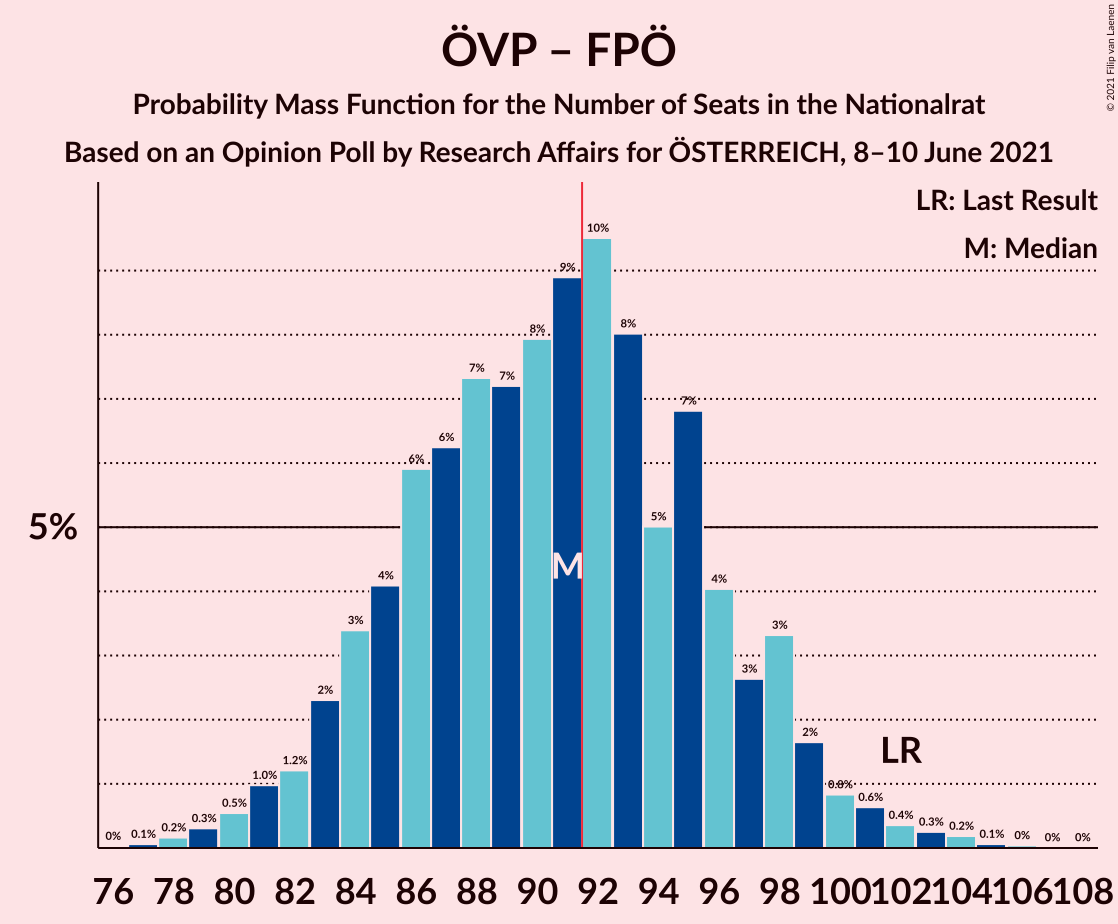 ÖVP – FPÖ
Probability Mass Function for the Number of Seats in the Nationalrat
Based on an Opinion Poll by Research Affairs for ÖSTERREICH, 8–10 June 2021
© 2021 Filip van Laenen
LR: Last Result
M: Median
5%
0% 0.1% 0.2% 0.3% 0.5% 1.0% 1.2% 2% 3% 4% 6% 6% 7% 7% 8% 9% 10% 8% 5% 7% 4% 3% 3% 2% 0.8% 0.6% 0.4% 0.3% 0.2% 0.1% 0% 0% 0%
M
LR
76 78 80 82 84 86 88 90 92 94 96 98 100 102 104 106 108